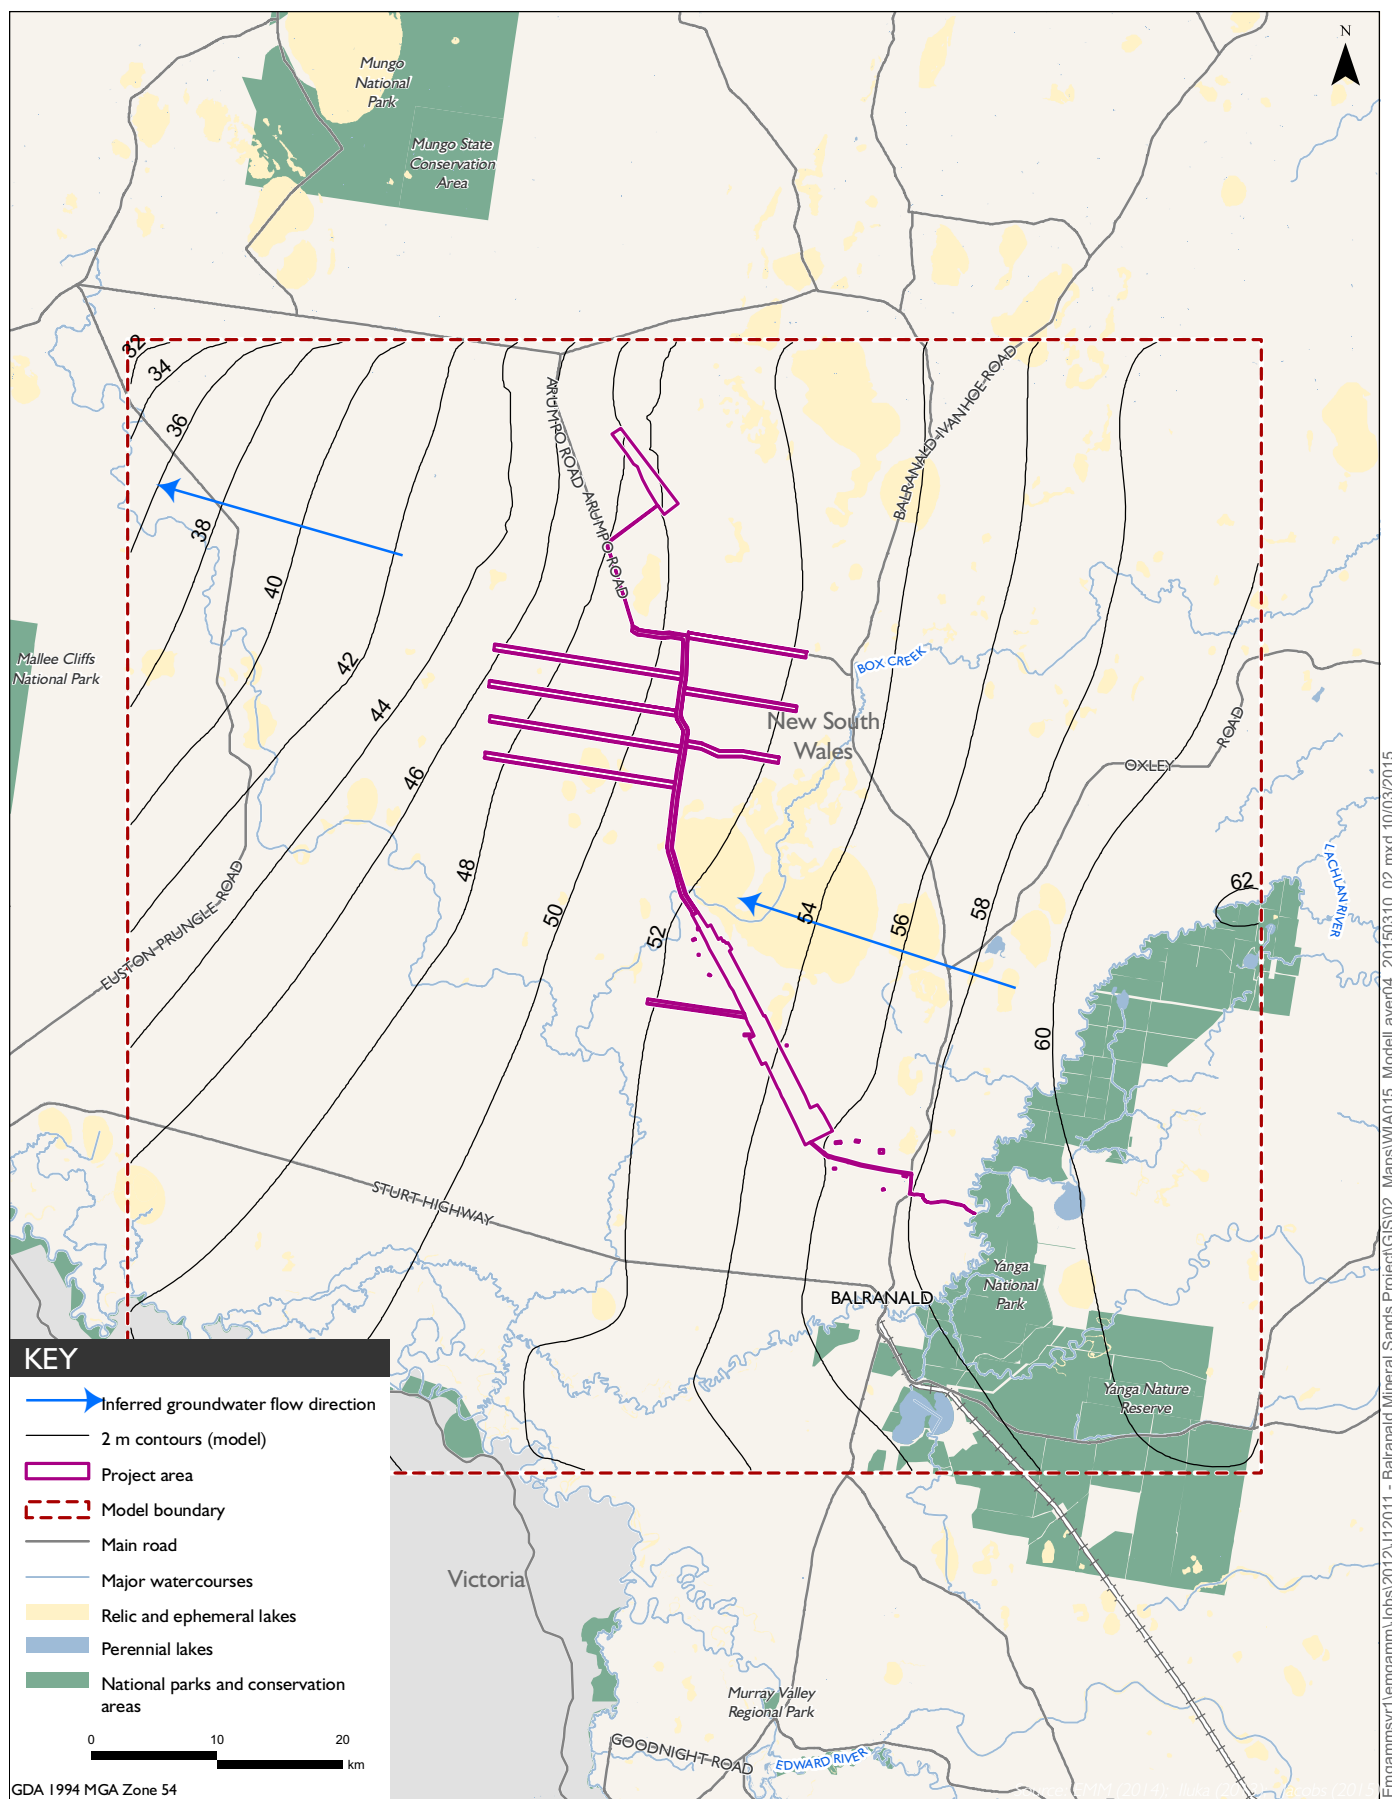 N
Mungo
National
Park
Mungo State
Conservation
Area
32
34
36
38
40
42
44
46
48
50
52
54
56
58
60
62
ARUMPO ROAD
ARUMPO ROAD
BALRANALD-IVANHOE-ROAD
BOX CREEK
Mallee Cliffs
National Park
New South
Wales
OXLEY
ROAD
LACHLAN RIVER
EUSTON-PRUNGLE-ROAD
STURT HIGHWAY
BALRANALD
Yanga
National
Park
Yanga Nature
Reserve
Victoria
Murray Valley
Regional Park
GOODNIGHT ROAD
EDWARD RIVER
KEY
Inferred groundwater flow direction
2 m contours (model)
Project area
Model boundary
Main road
Major watercourses
Relic and ephemeral lakes
Perennial lakes
National parks and conservation
areas
0 10 20
km
GDA 1994 MGA Zone 54